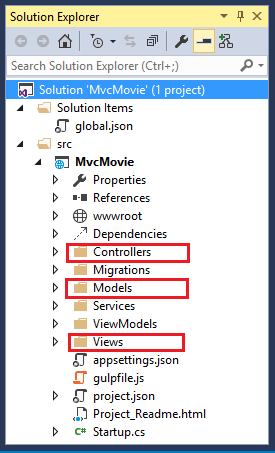 Solution Explorer
Search Solution Explorer (Ctrl+;)
Solution 'MvcMovie' (1 project)
Solution Items
global.json
src
MvcMovie
Properties
References
wwwroot
Dependencies
Controllers
Migrations
Models
Services
ViewModels
Views
appsettings.json
gulpfile.js
project.json
Project_Readme.html
Startup.cs